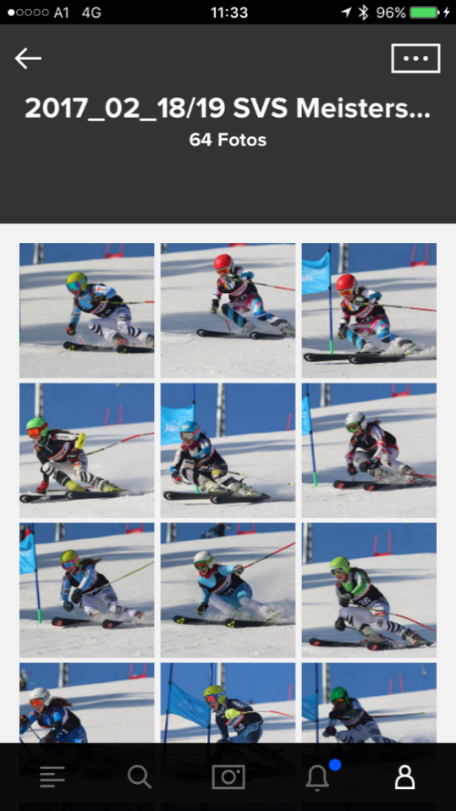 A1 4G 11:33 96%
2017_02_18/19 SVS Meisters...
64 Fotos